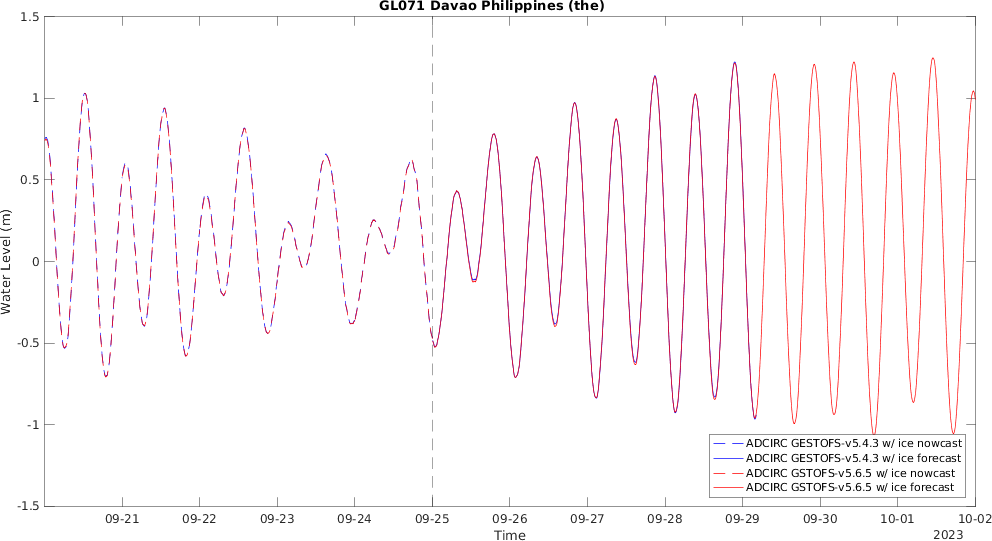 GL071 Davao Philippines (the)
1.5
1
0.5
0
-0.5
-1
-1.5
Water Level (m)
ADCIRC GESTOFS-v5.4.3 w/ ice nowcast
ADCIRC GESTOFS-v5.4.3 w/ ice forecast
ADCIRC GSTOFS-v5.6.5 w/ ice nowcast
ADCIRC GSTOFS-v5.6.5 w/ ice forecast
09-21 09-22 09-23 09-24 09-25 09-26 09-27 09-28 09-29 09-30 10-01 10-02
Time
2023